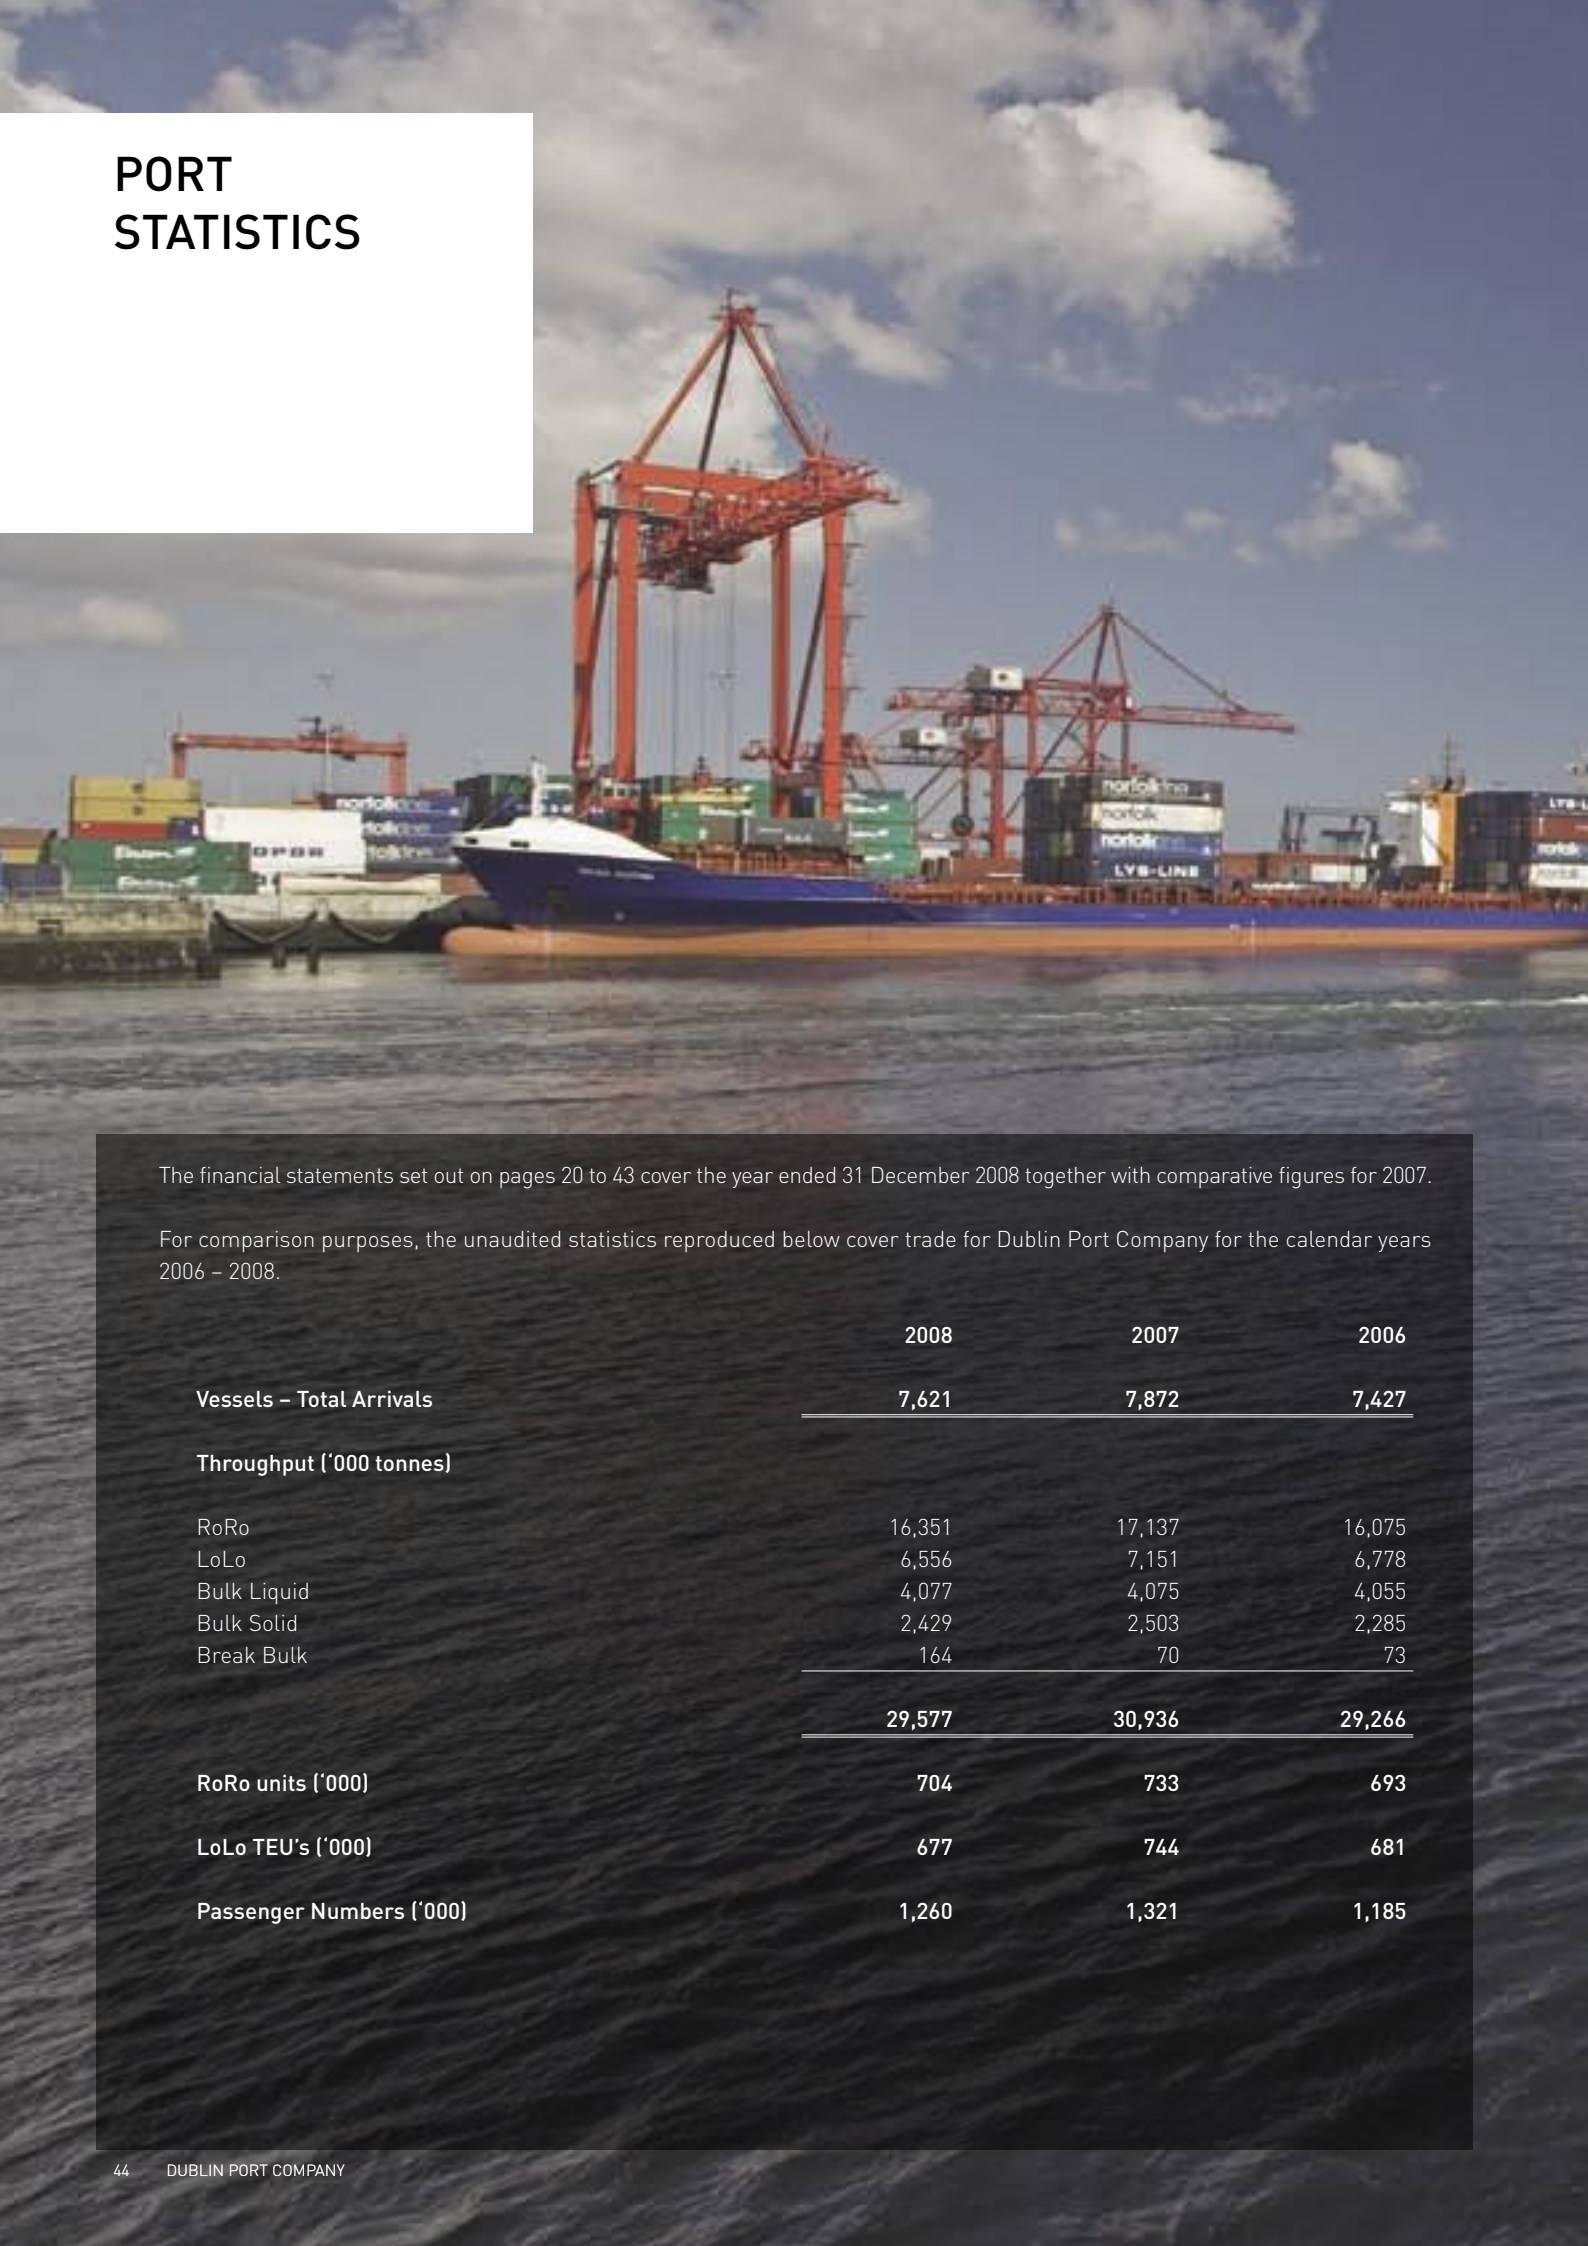 PORT
STATISTICS
norfolkline
norfolkline
norfolk
norfolkline
LYS-LINE
The financial statements set out on pages 20 to 43 cover the year ended 31 December 2008 together with comparative figures for 2007.
For comparison purposes, the unaudited statistics reproduced below cover trade for Dublin Port Company for the calendar years
2006 – 2008.
2008 2007 2006
Vessels – Total Arrivals 7,621 7,872 7,427
Throughput (‘000 tonnes)
RoRo 16,351 17,137 16,075
LoLo 6,556 7,151 6,778
Bulk Liquid 4,077 4,075 4,055
Bulk Solid 2,429 2,503 2,285
Break Bulk 164 70 73
29,577 30,936 29,266
RoRo units (‘000) 704 733 693
LoLo TEU’s (‘000) 677 744 681
Passenger Numbers (‘000) 1,260 1,321 1,185
44 DUBLIN PORT COMPANY